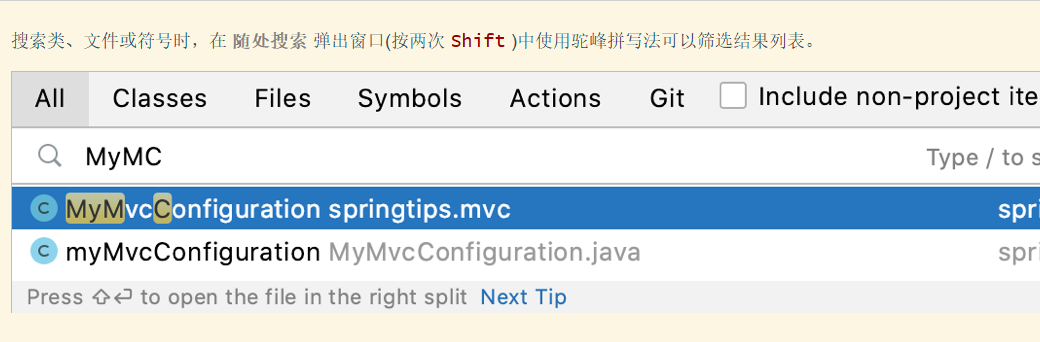 搜索类、文件或符号时，在 随处搜索 弹出窗口(按两次 Shift )中使用驼峰拼写法可以筛选结果列表。
All Classes Files Symbols Actions Git Include non-project ite
MyMC Type / to s
MyMvcConfiguration springtips.mvc spri
myMvcConfiguration MyMvcConfiguration.java spri
Press ⇧↩ to open the file in the right split Next Tip